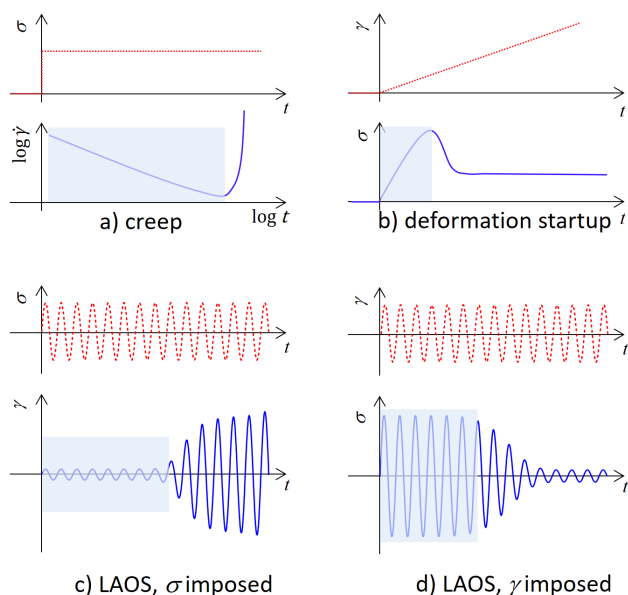 σ
t
γ
t
log γ̇
log t
a) creep
σ
t
b) deformation startup
σ
t
γ
t
γ
t
c) LAOS, σ imposed
σ
t
d) LAOS, γ imposed